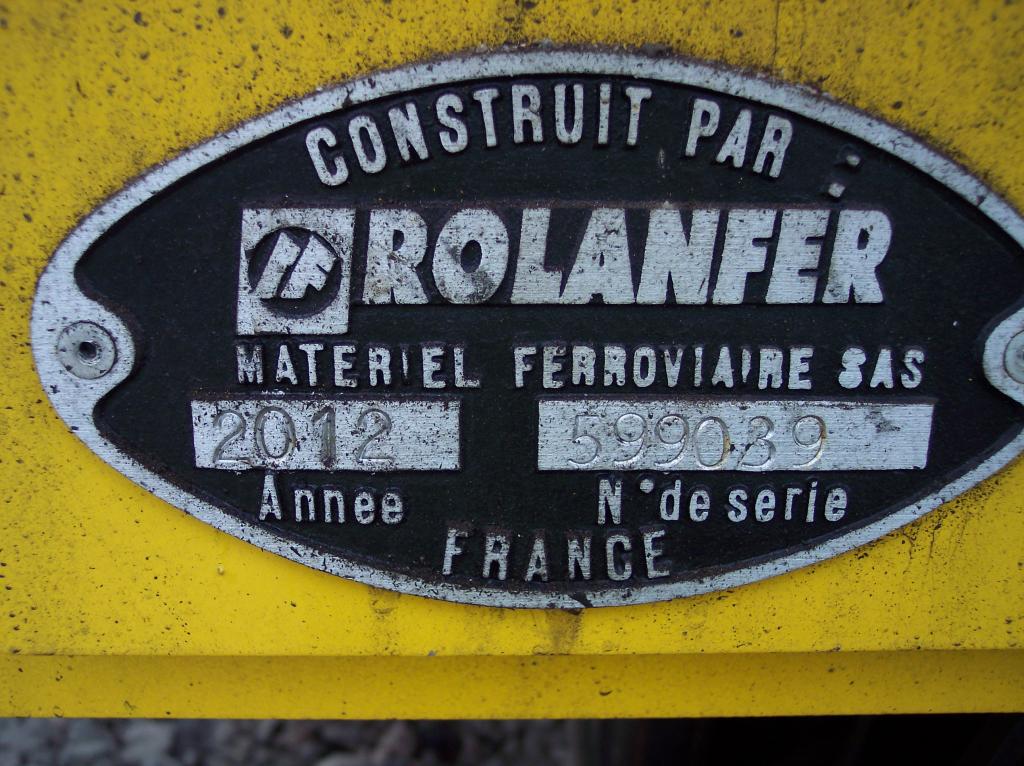 CONSTRUIT PAR :
RF ROLANFER
MATERIEL FERROVIAIRE SAS
2012 599039
Annee N° de serie
FRANCE